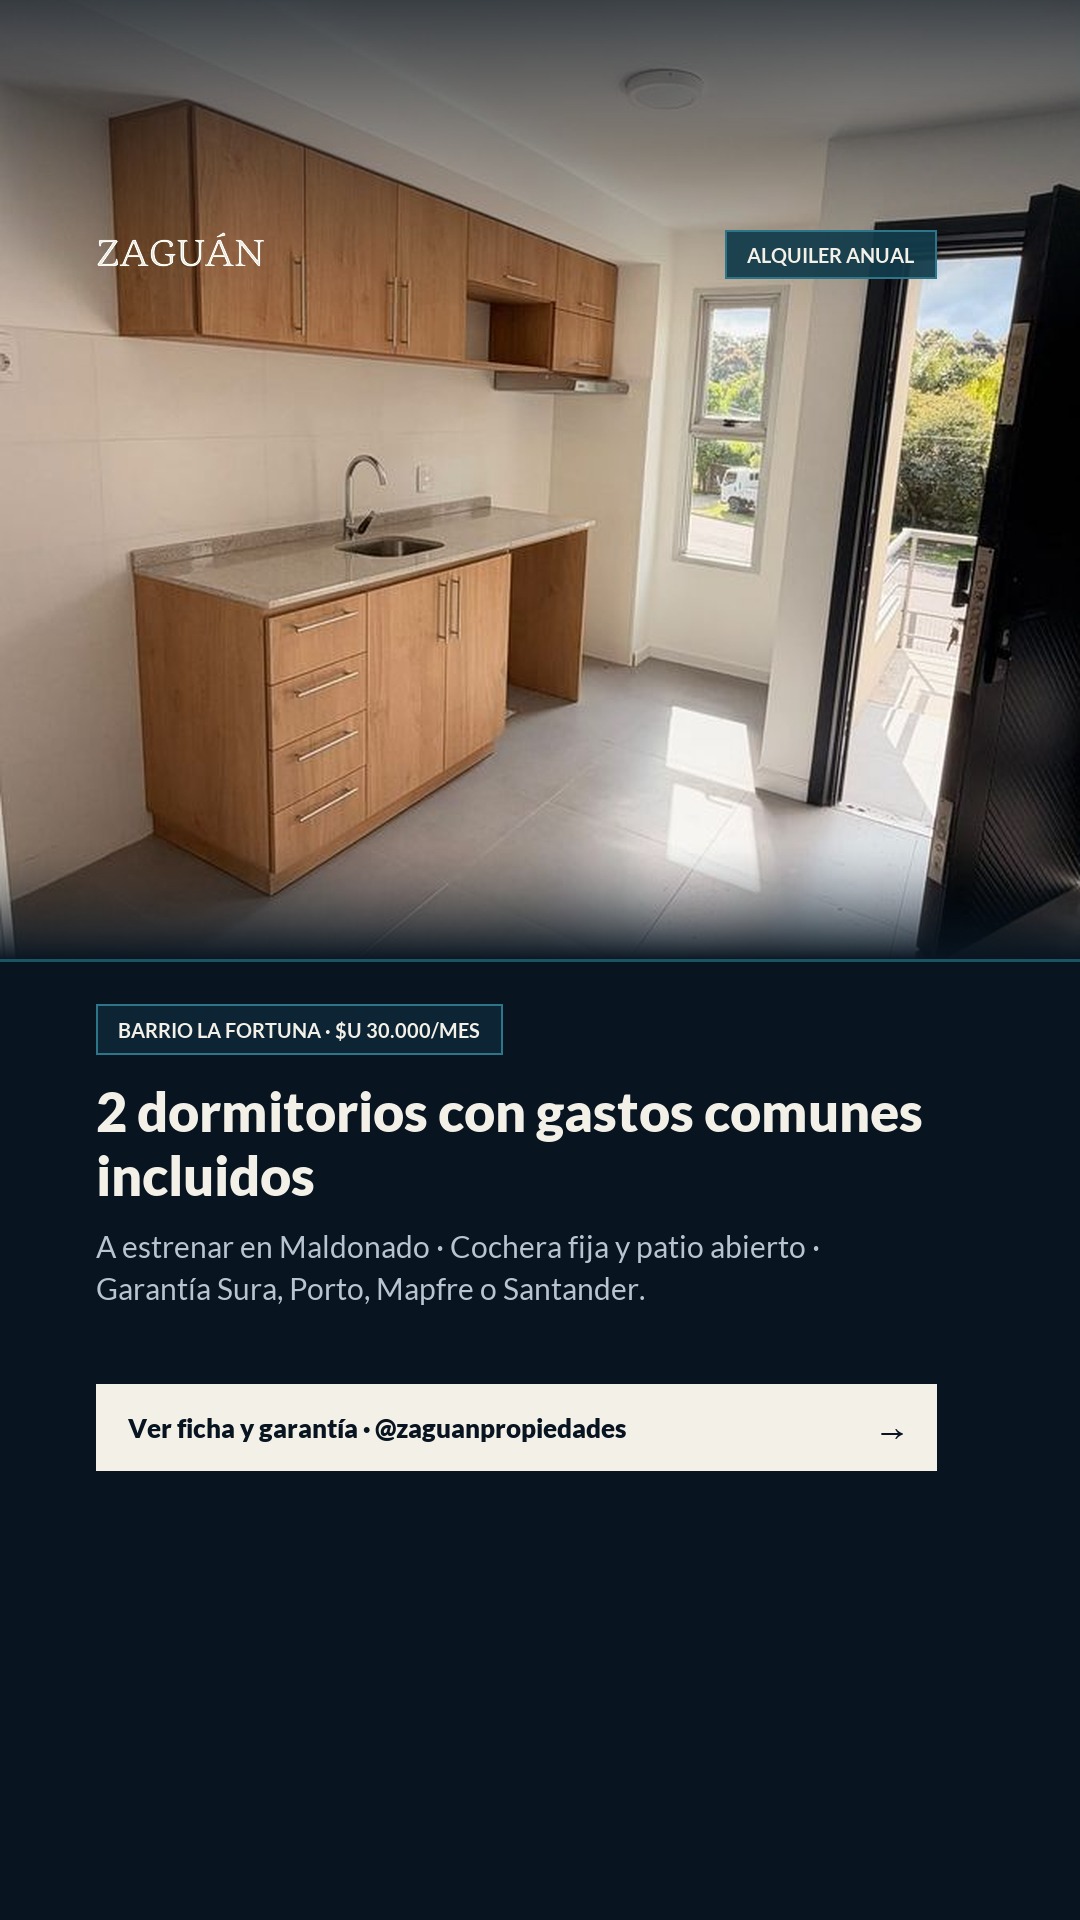 ZAGUÁN
ALQUILER ANUAL
BARRIO LA FORTUNA · $U 30.000/MES
2 dormitorios con gastos comunes
incluidos
A estrenar en Maldonado · Cochera fija y patio abierto ·
Garantía Sura, Porto, Mapfre o Santander.
Ver ficha y garantía · @zaguanpropiedades →